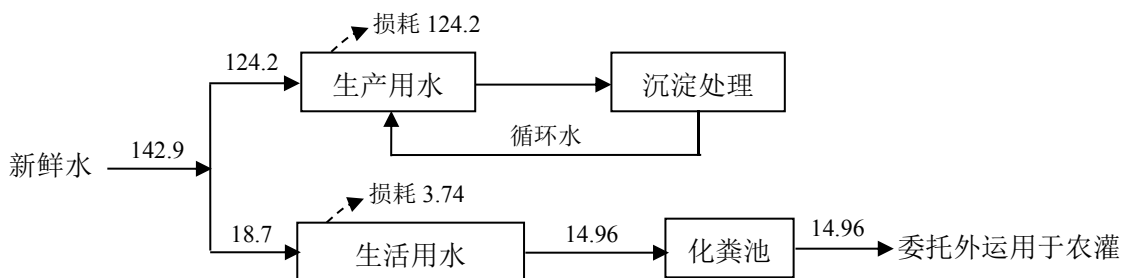 损耗 124.2
124.2
生产用水
沉淀处理
循环水
新鲜水
142.9
损耗 3.74
18.7
生活用水
14.96
化粪池
14.96
委托外运用于农灌